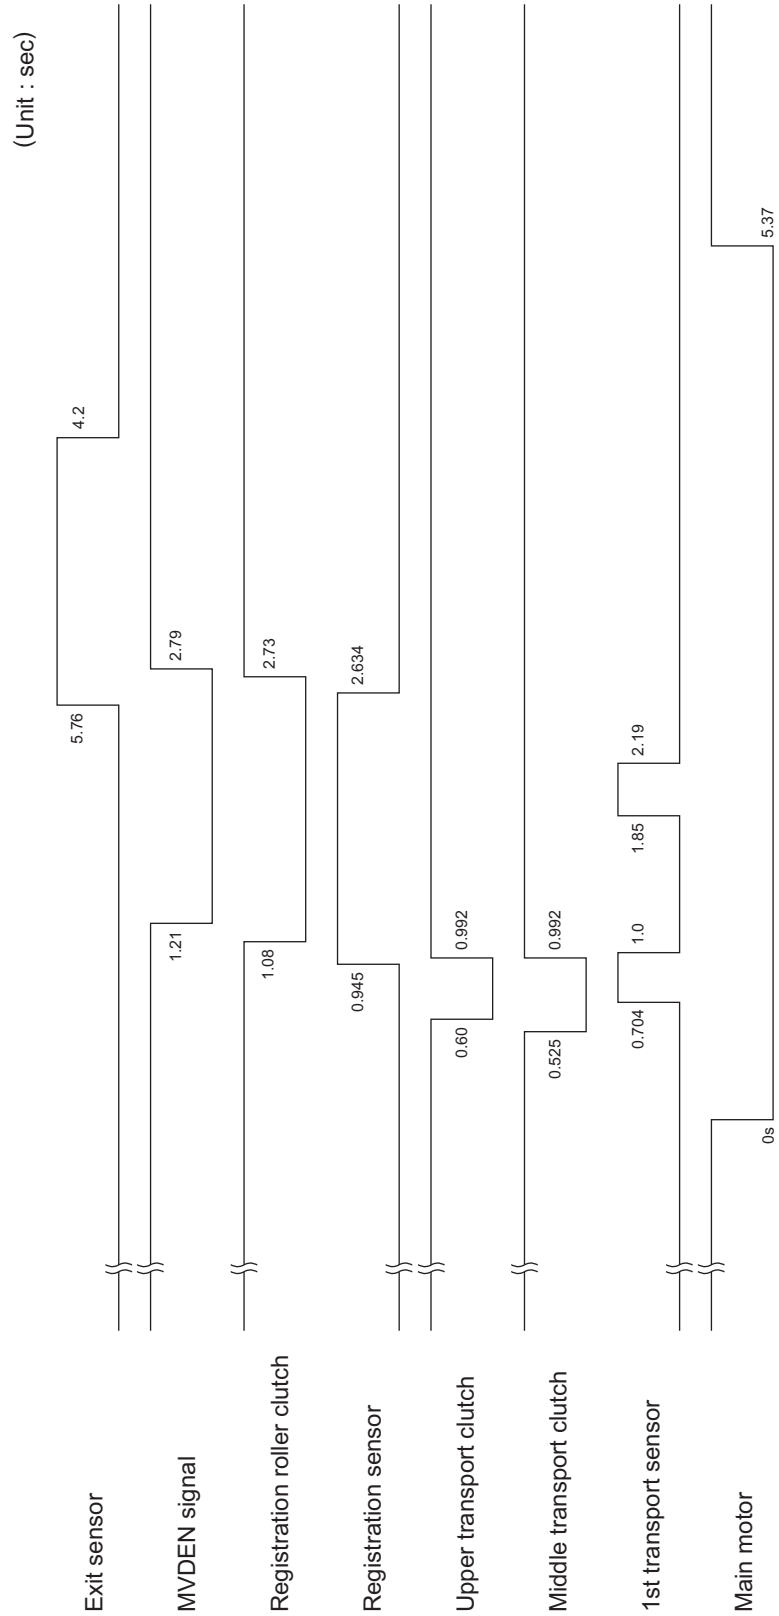 (Unit : sec)
Exit sensor
5.76
4.2
MVDEN signal
1.21
2.79
Registration roller clutch
1.08
2.73
Registration sensor
0.945
2.634
Upper transport clutch
0.60
0.992
Middle transport clutch
0.525
0.992
1st transport sensor
0.704
1.0
1.85
2.19
Main motor
0s
5.37